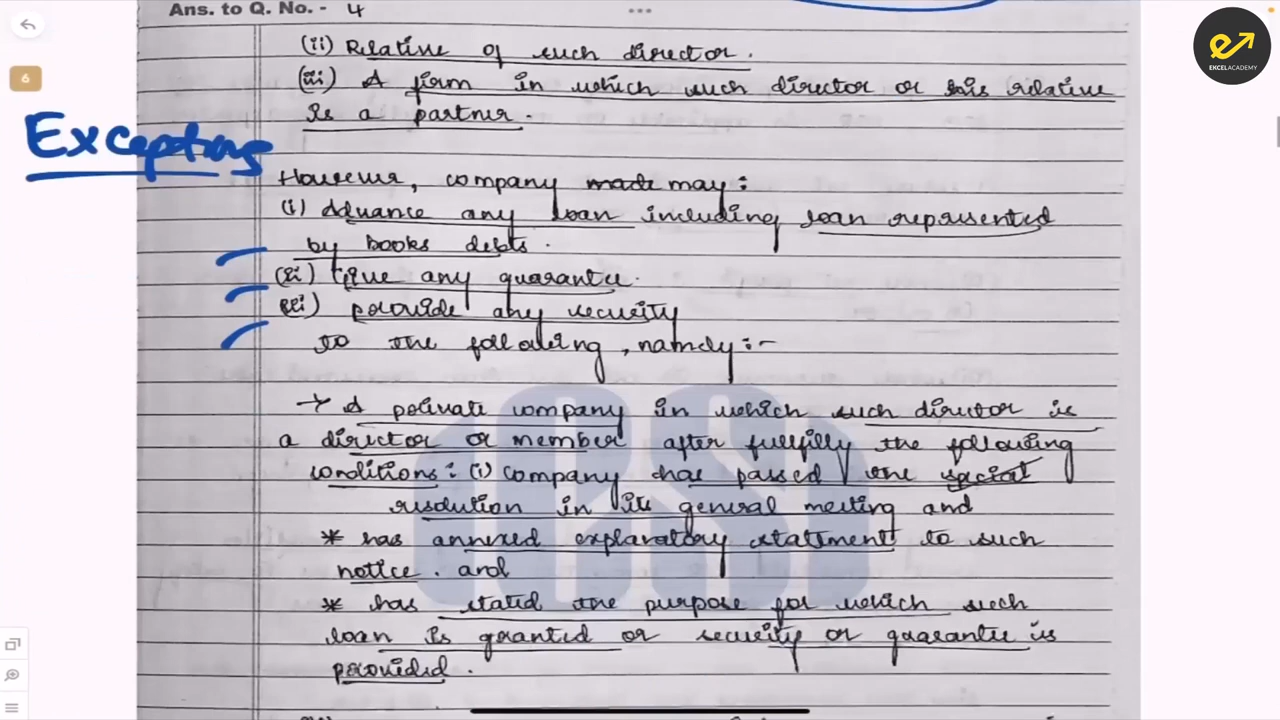 Ans. to Q. No. - 4
EXCEL ACADEMY
6
(ii) Relative of such director.
(iii) A firm in which such director or his relative
is a partner.
Exceptions
However, company made may:
(i) Advance any loan including loan represented
by books debts.
(ii) Give any guarantee.
(iii) provide any security
to the following, namely:-
→ A private company in which such director is
a director or member after fulfilly the following
conditions: (i) company has passed the special
resolution in its general meeting and
* has annexed explanatory statement to such
notice. and
* has stated the purpose for which such
loan is granted or security or guarantee is
provided.
ICSI